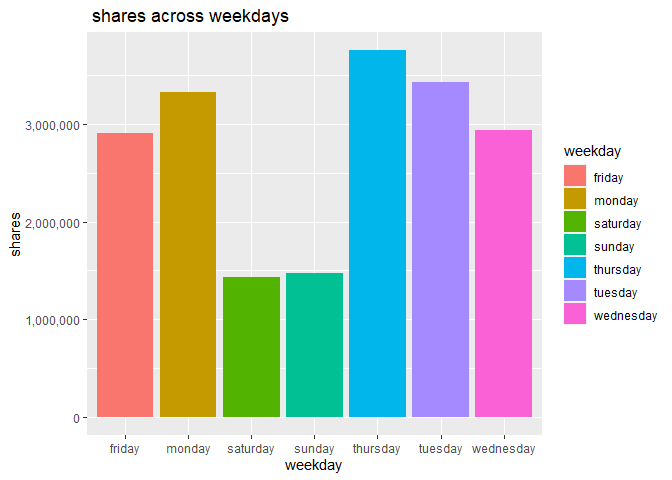 shares across weekdays
shares
3,000,000
2,000,000
1,000,000
0
friday monday saturday sunday thursday tuesday wednesday
weekday
weekday
friday
monday
saturday
sunday
thursday
tuesday
wednesday